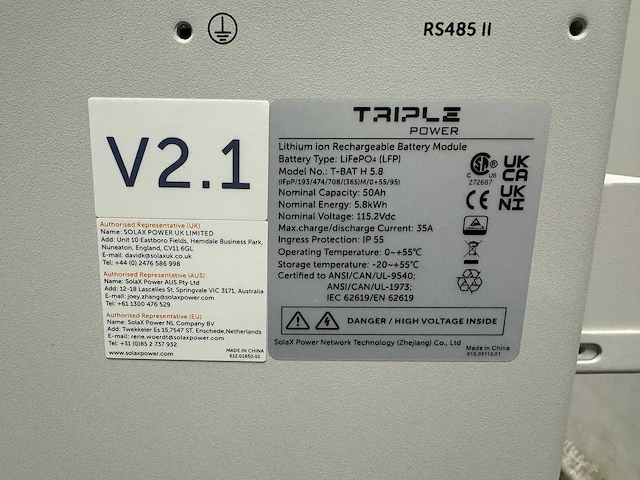 RS485 II
V2.1
Authorised Representative (UK)
Name: SOLAX POWER UK LIMITED
Add: Unit 10 Eastboro Fields, Hemdale Business Park,
Nuneaton, England, CV11 6GL
E-mail: davidk@solaxuk.co.uk
Tel: +44 (0) 2476 586 998
Authorised Representative (AUS)
Name: SolaX Power AUS Pty Ltd
Add: 12-18 Lascelles St, Springvale VIC 3171, Australia
E-mail: joey.zhang@solaxpower.com
Tel: +61 1300 476 529
Authorised Representative (EU)
Name: SolaX Power NL Company BV
Add: Twekkeler Es 15,7547 ST, Enschede,Netherlands
E-mail: rene.woerdt@solaxpower.com
Tel: +31 (0)85 2 737 932
www.solaxpower.com
MADE IN CHINA
612.01850.01
TRIPLE
POWER
Lithium ion Rechargeable Battery Module
Battery Type: LiFePO4 (LFP)
Model No.: T-BAT H 5.8
(IFpP/193/474/708/(36S)M/0+55/95)
Nominal Capacity: 50Ah
Nominal Energy: 5.8kWh
Nominal Voltage: 115.2Vdc
Max.charge/discharge Current: 35A
Ingress Protection: IP 55
Operating Temperature: 0~+55℃
Storage temperature: -20~+55℃
Certified to ANSI/CAN/UL-9540;
ANSI/CAN/UL-1973;
IEC 62619/EN 62619
C US
272687
UK
CA
CE
UK
NI
DANGER / HIGH VOLTAGE INSIDE
SolaX Power Network Technology (Zhejiang) Co., Ltd
Made in China
615.00112.01